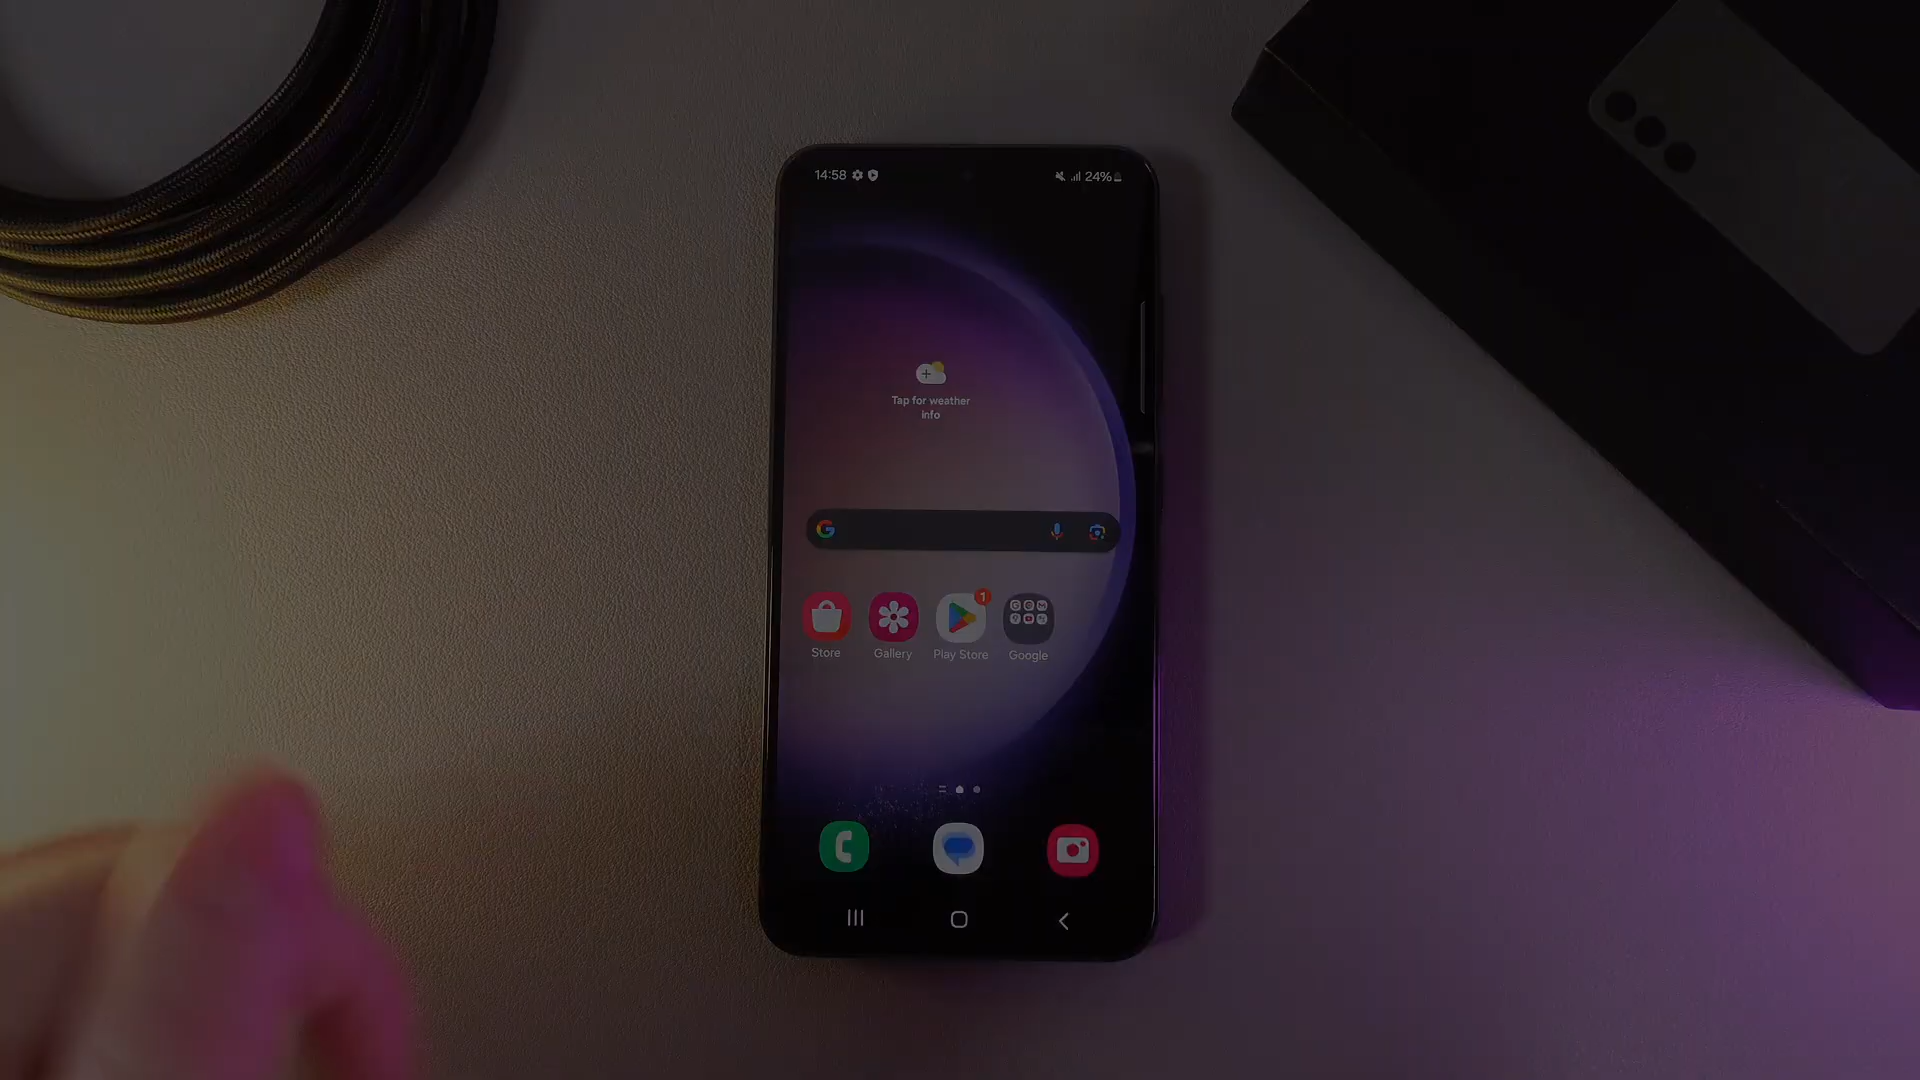 14:58
24%
Tap for weather
info
1
Store
Gallery
Play Store
Google